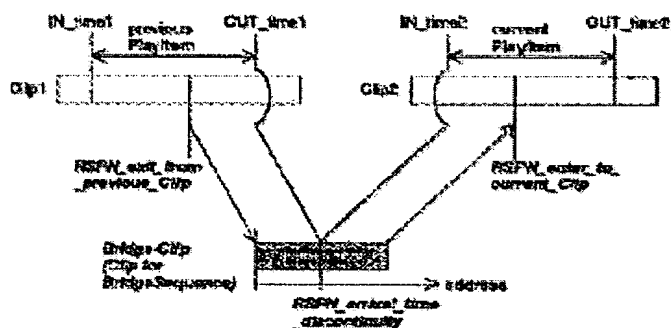 IN_time1
previous
PlayItem
OUT_time1
IN_time2
current
PlayItem
OUT_time2
Clip1
Clip2
RSPN_exit_from
_previous_Clip
RSPN_enter_to_
current_Clip
Bridge-Clip
(Clip for
BridgeSequence)
address
RSPN_arrival_time
_discontinuity